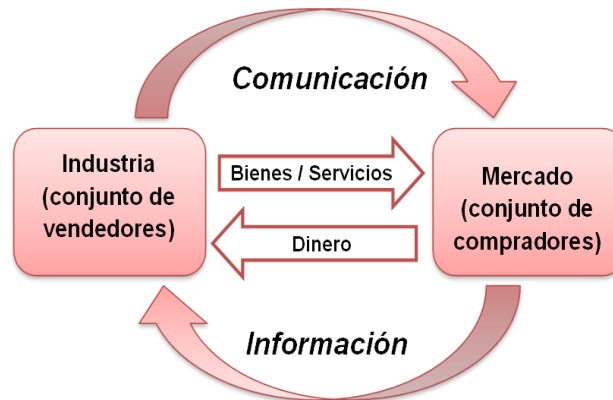 Comunicación
Industria
(conjunto de
vendedores)
Bienes / Servicios
Dinero
Mercado
(conjunto de
compradores)
Información